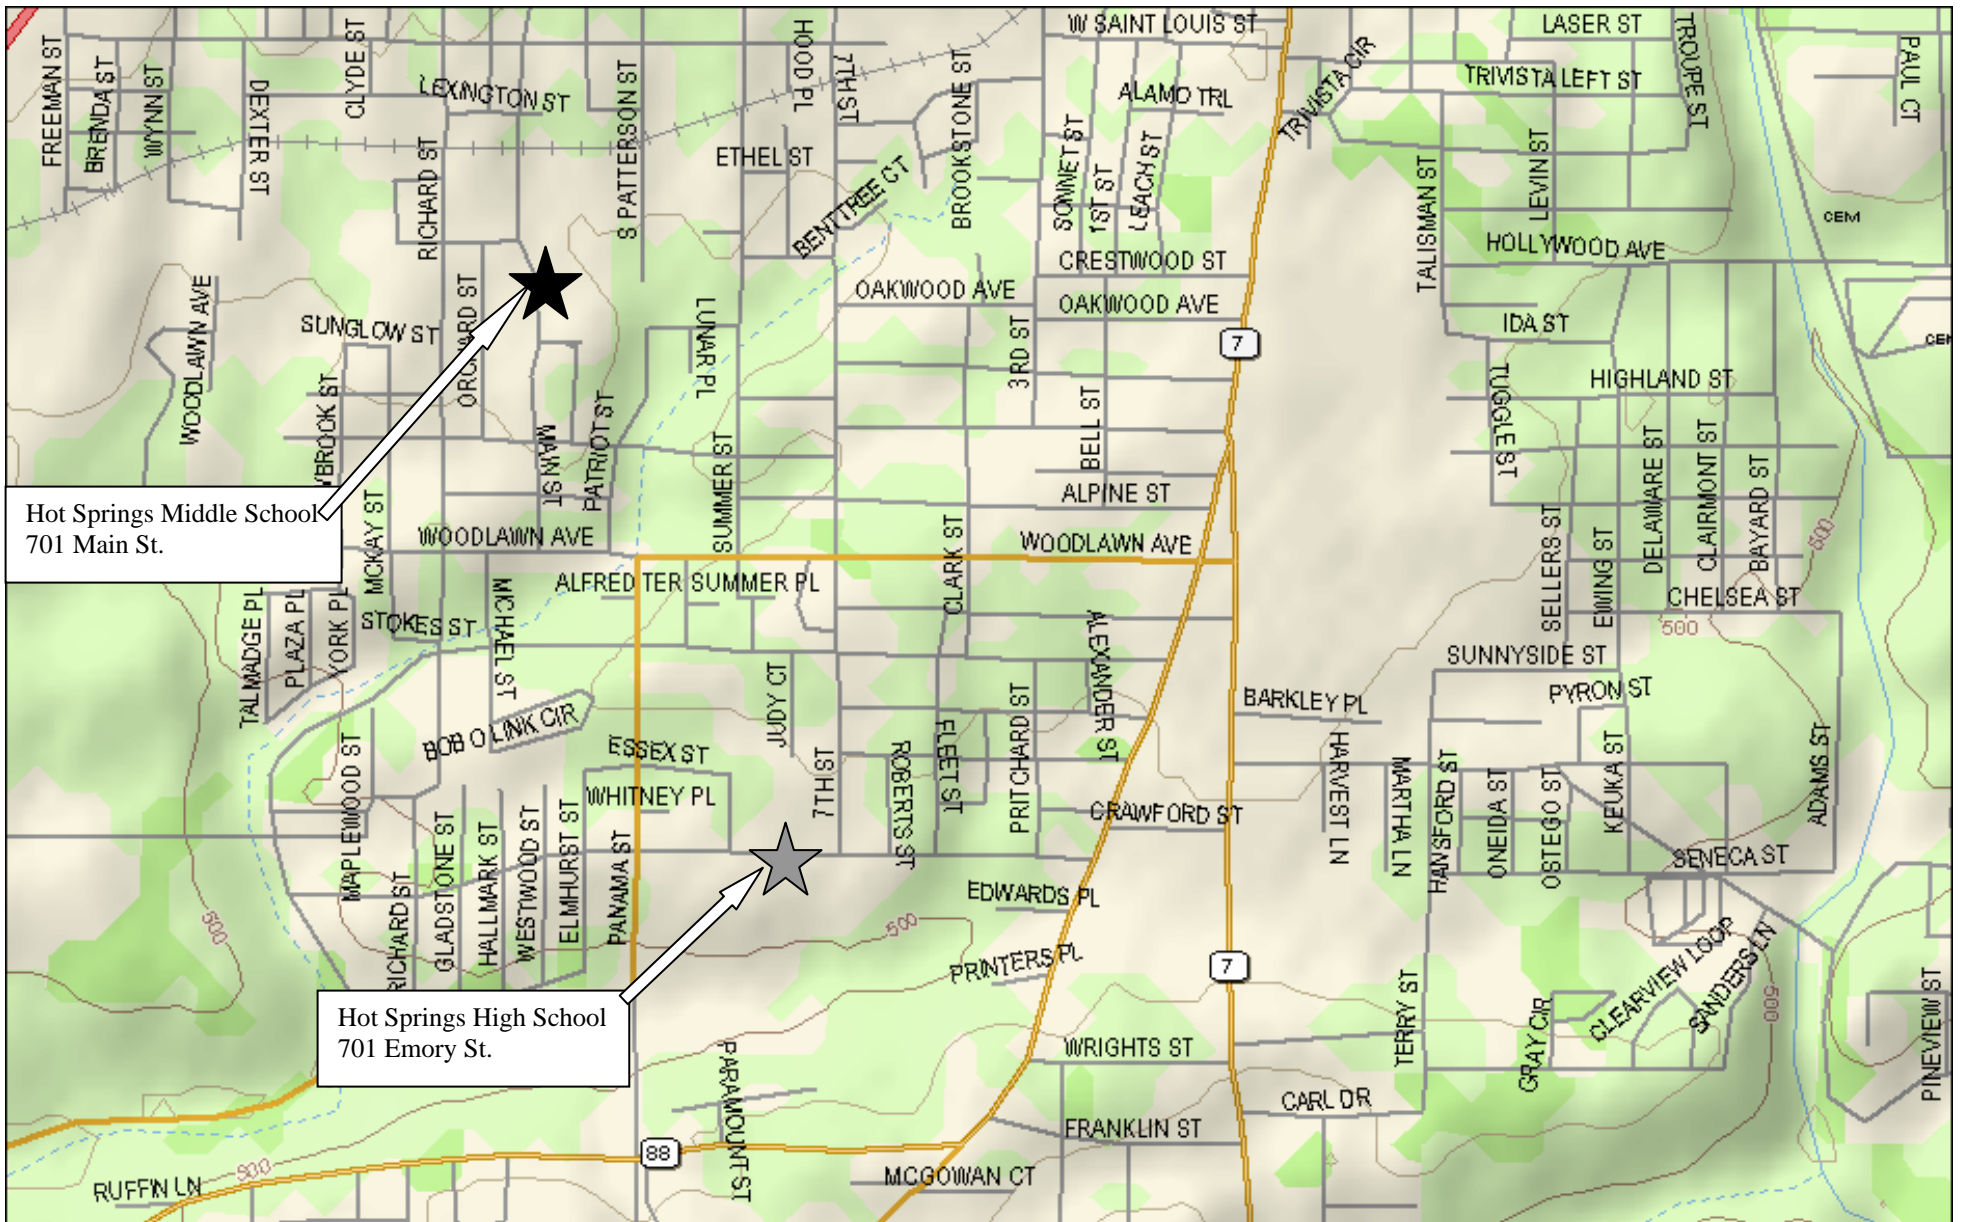 W SAINT LOUIS ST
LASER ST
FREEMAN ST
BRENDA ST
WYNN ST
DEXTER ST
CLYDE ST
LEXINGTON ST
S PATTERSON ST
HOOD PL
7TH ST
BROOKSTONE ST
ALAMO TRL
TRIVISTA CIR
TRIVISTA LEFT ST
TROUPE ST
PAUL CT
RICHARD ST
ETHEL ST
BENT TREE CT
SONNET ST
1ST ST
LEACH ST
TALISMAN ST
LEVIN ST
CEM
HOLLYWOOD AVE
CRESTWOOD ST
OAKWOOD AVE
OAKWOOD AVE
WOODLAWN AVE
SUNGLOW ST
ORCHARD ST
LUNAR PL
3RD ST
7
IDA ST
HIGHLAND ST
TUGGLE ST
MAIN ST
PATRIOT ST
SUMMER ST
BELL ST
ALPINE ST
DELAWARE ST
CLAIRMONT ST
BAYARD ST
Hot Springs Middle School
701 Main St.
MCKAY ST
WOODLAWN AVE
CLARK ST
WOODLAWN AVE
SELLERS ST
EWING ST
500
CHELSEA ST
500
ALFRED TER
SUMMER PL
TALMADGE PL
PLAZA PL
YORK PL
STOKES ST
MICHAEL ST
ALEXANDER ST
SUNNYSIDE ST
PYRON ST
BARKLEY PL
JUDY CT
BOB O LINK CIR
ESSEX ST
WHITNEY PL
MAPLEWOOD ST
7TH ST
ROBERTS ST
FLEET ST
PRITCHARD ST
CRAWFORD ST
HARVEST LN
MARTHA LN
HANSFORD ST
ONEIDA ST
OSTEGO ST
KEUKA ST
ADAMS ST
SENECA ST
RICHARD ST
GLADSTONE ST
HALLMARK ST
WESTWOOD ST
ELMHURST ST
PANAMA ST
500
500
EDWARDS PL
PRINTERS PL
7
CLEARVIEW LOOP
SANDERS LN
500
TERRY ST
GRAY CIR
PINEVIEW ST
Hot Springs High School
701 Emory St.
WRIGHTS ST
CARL DR
PARAMOUNT ST
FRANKLIN ST
88
500
RUFFIN LN
MCGOWAN CT